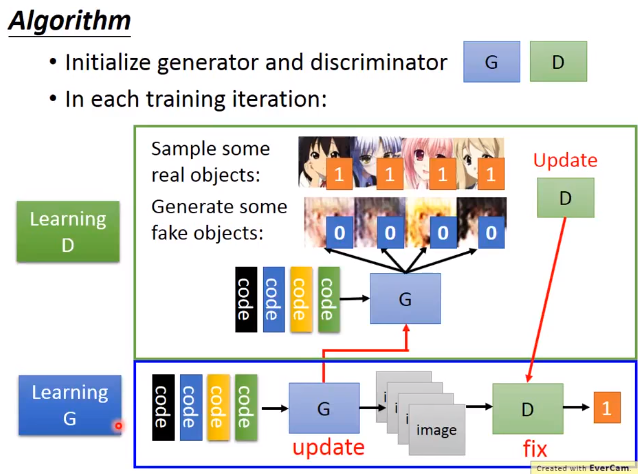 Algorithm
• Initialize generator and discriminator G D
• In each training iteration:
Sample some
real objects:
1 1 1 1
Generate some
fake objects:
0 0 0 0
Update
D
Learning
D
code code code code
G
Learning
G
code code code code
G
update
image
D
fix
1
Created with EverCam.